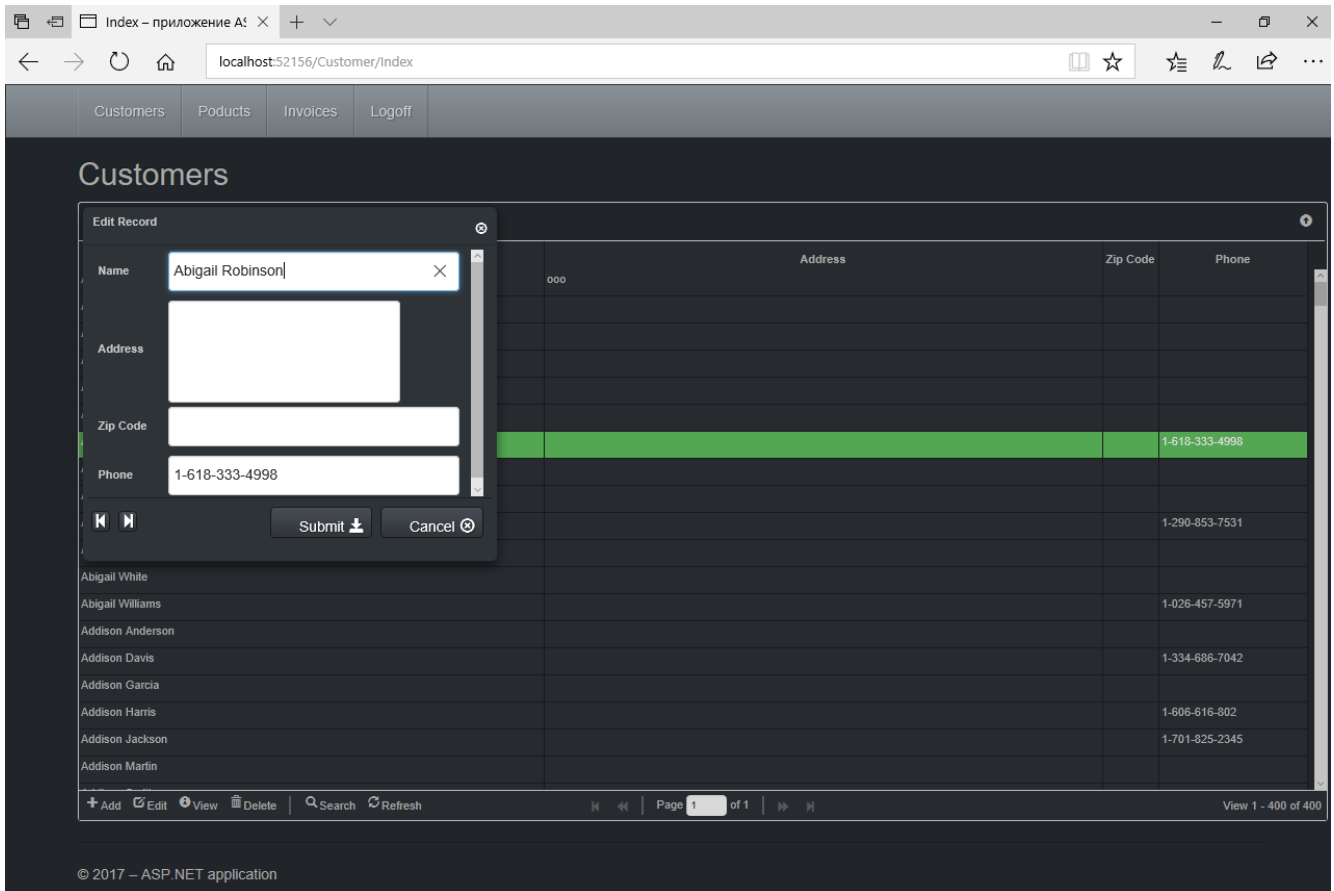 Index – приложение AS
localhost:52156/Customer/Index
Customers Poducts Invoices Logoff
Customers
Edit Record
Address Zip Code Phone
ooo
Name Abigail Robinson
Address
Zip Code
Phone 1-618-333-4998
Submit Cancel
1-618-333-4998
1-290-853-7531
Abigail White
Abigail Williams 1-026-457-5971
Addison Anderson
Addison Davis 1-334-686-7042
Addison Garcia
Addison Harris 1-606-616-802
Addison Jackson 1-701-825-2345
Addison Martin
Add Edit View Delete Search Refresh Page 1 of 1 View 1 - 400 of 400
© 2017 – ASP.NET application